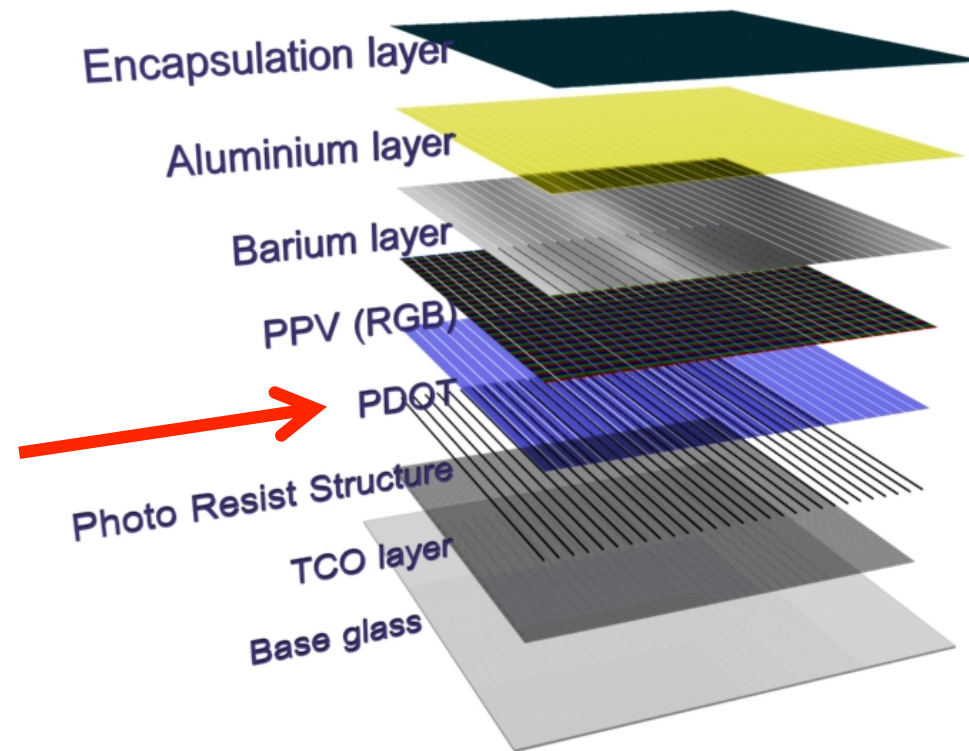 Encapsulation layer
Aluminium layer
Barium layer
PPV (RGB)
PDOT
Photo Resist Structure
TCO layer
Base glass